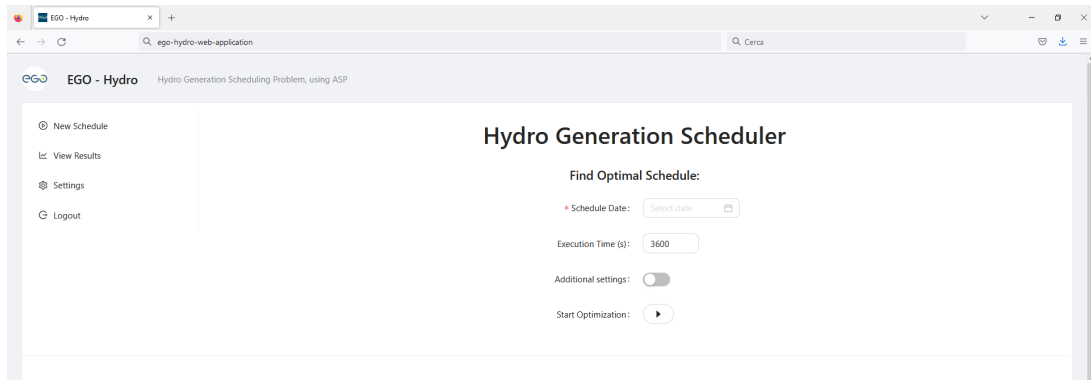 EGO - Hydro
ego-hydro-web-application
Cerca
EGO - Hydro
Hydro Generation Scheduling Problem, using ASP
New Schedule
View Results
Settings
Logout
Hydro Generation Scheduler
Find Optimal Schedule:
* Schedule Date: Select date
Execution Time (s): 3600
Additional settings:
Start Optimization: